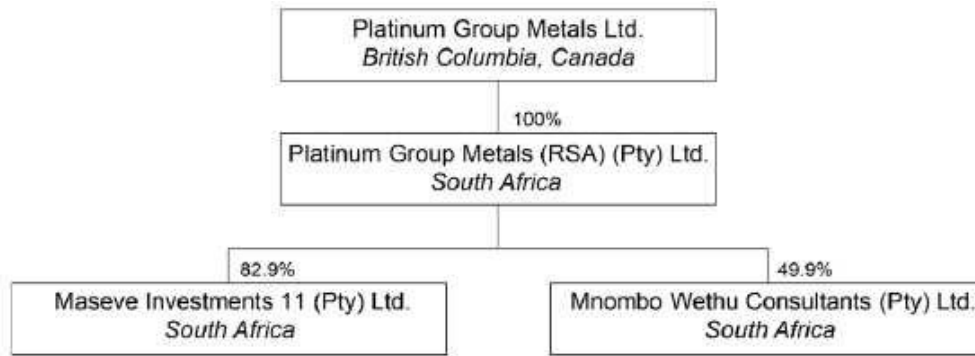 Platinum Group Metals Ltd.
British Columbia, Canada
100%
Platinum Group Metals (RSA) (Pty) Ltd.
South Africa
82.9%
49.9%
Maseve Investments 11 (Pty) Ltd.
South Africa
Mnombo Wethu Consultants (Pty) Ltd.
South Africa